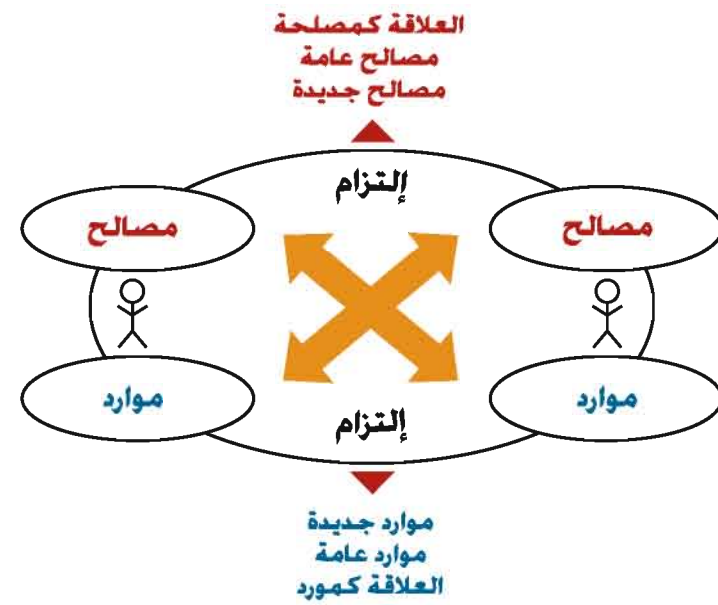 العلاقة كمصلحة
مصالح عامة
مصالح جديدة
إلتزام
مصالح
مصالح
موارد
موارد
إلتزام
موارد جديدة
موارد عامة
العلاقة كمورد